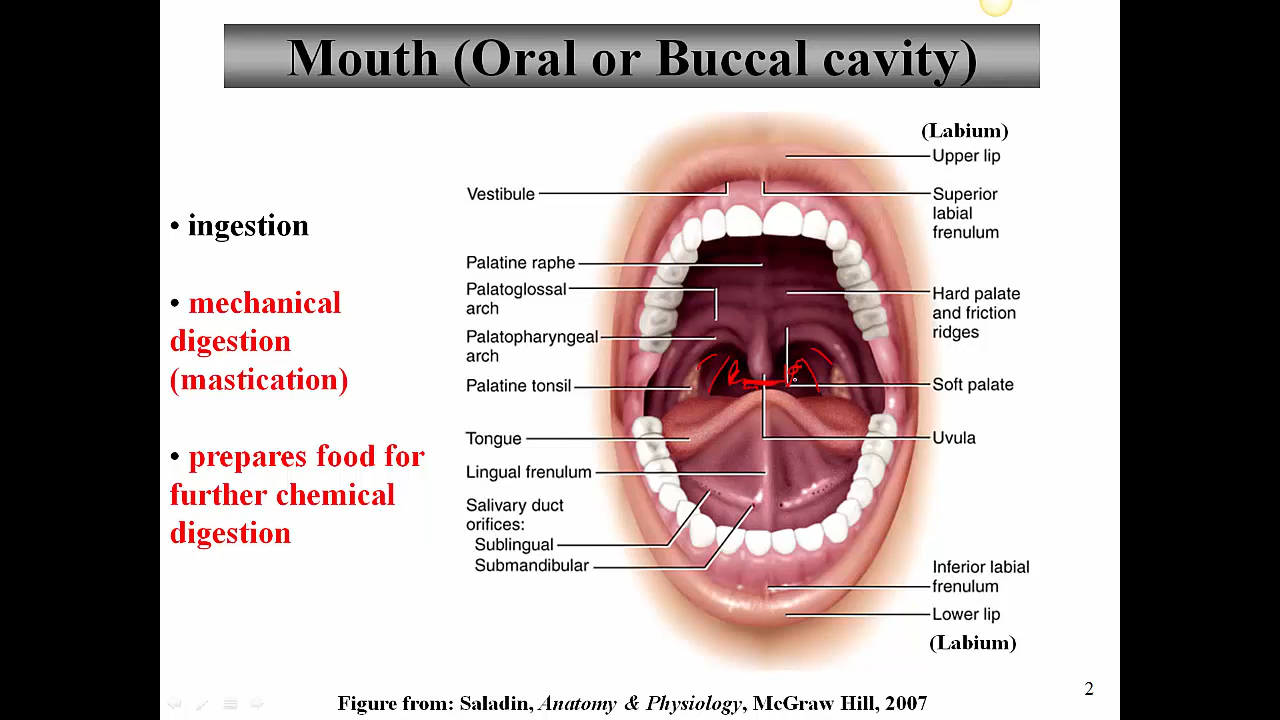 Mouth (Oral or Buccal cavity)
• ingestion
• mechanical
digestion
(mastication)
• prepares food for
further chemical
digestion
Vestibule
Palatine raphe
Palatoglossal
arch
Palatopharyngeal
arch
Palatine tonsil
Tongue
Lingual frenulum
Salivary duct
orifices:
Sublingual
Submandibular
(Labium)
Upper lip
Superior
labial
frenulum
Hard palate
and friction
ridges
Soft palate
Uvula
Inferior labial
frenulum
Lower lip
(Labium)
2
Figure from: Saladin, Anatomy & Physiology, McGraw Hill, 2007